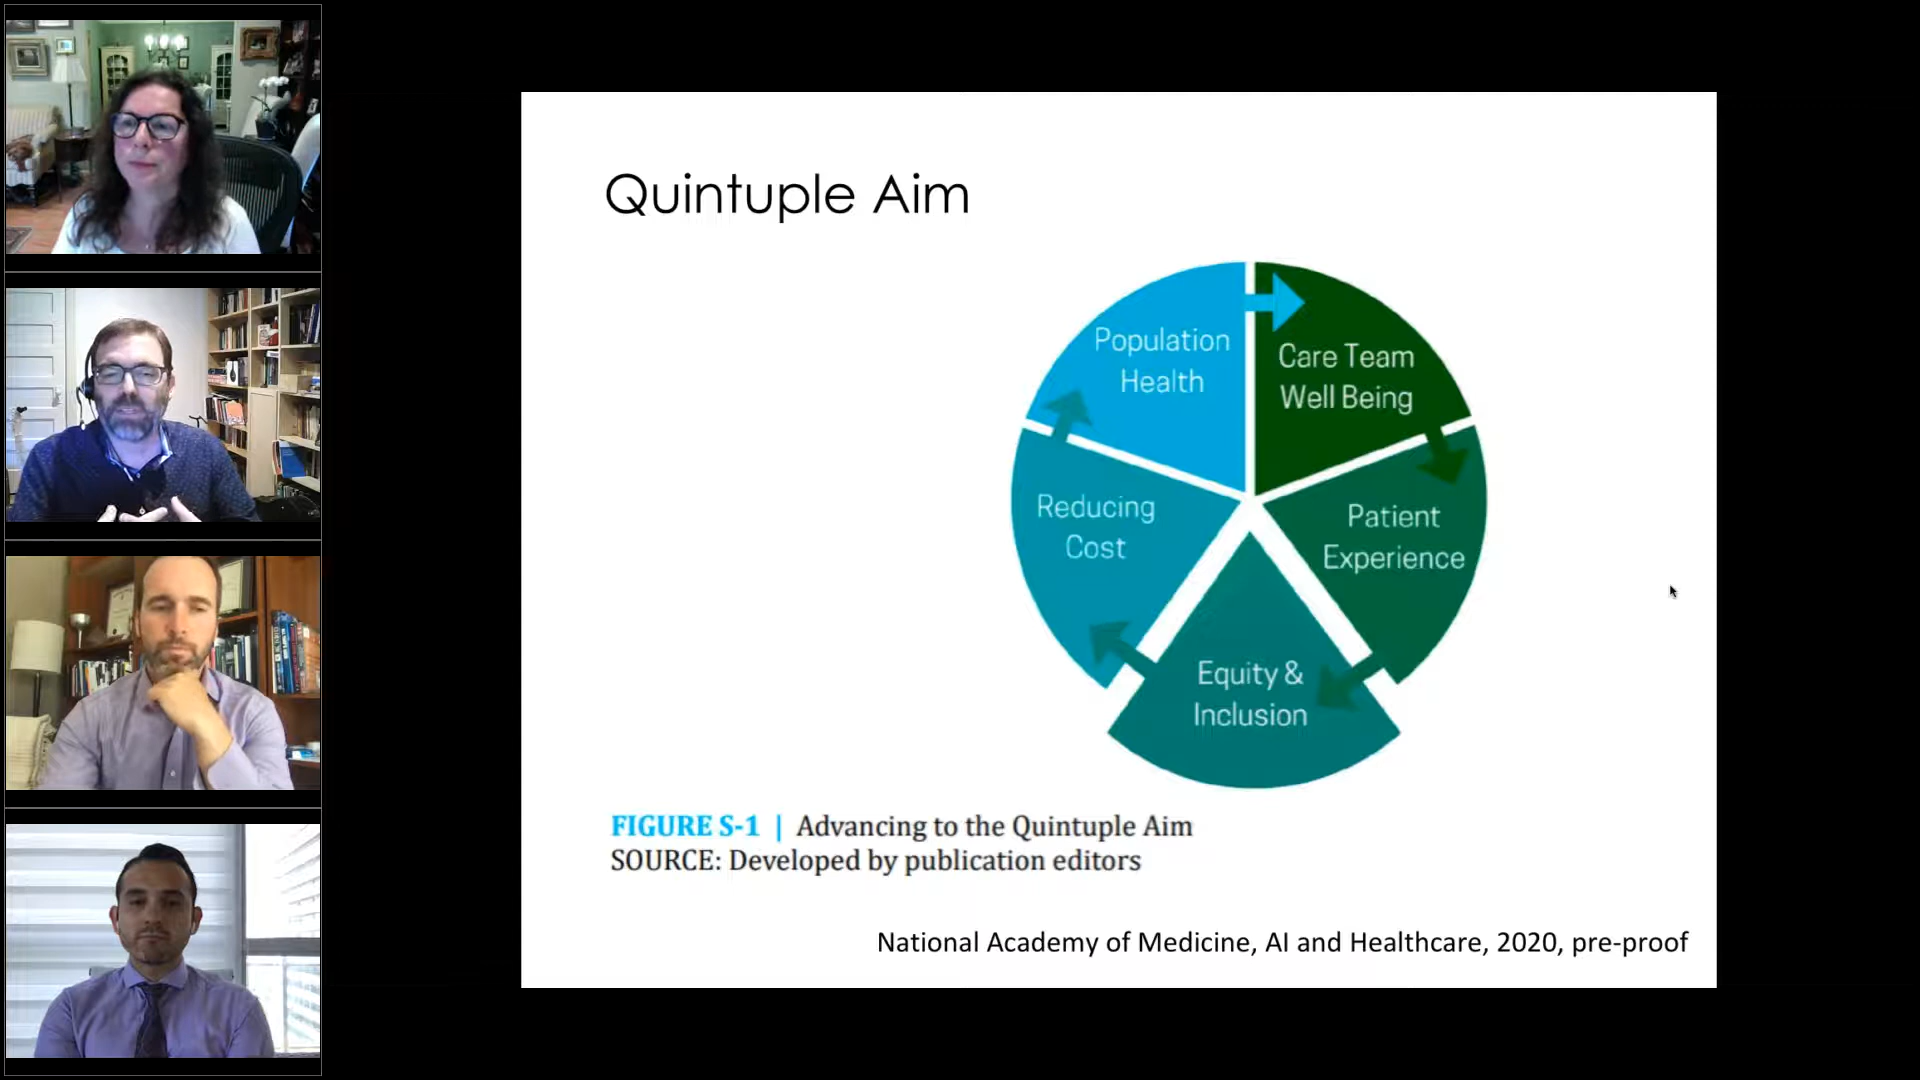 Quintuple Aim
Population
Health
Care Team
Well Being
Reducing
Cost
Patient
Experience
Equity &
Inclusion
FIGURE S-1 | Advancing to the Quintuple Aim
SOURCE: Developed by publication editors
National Academy of Medicine, AI and Healthcare, 2020, pre-proof